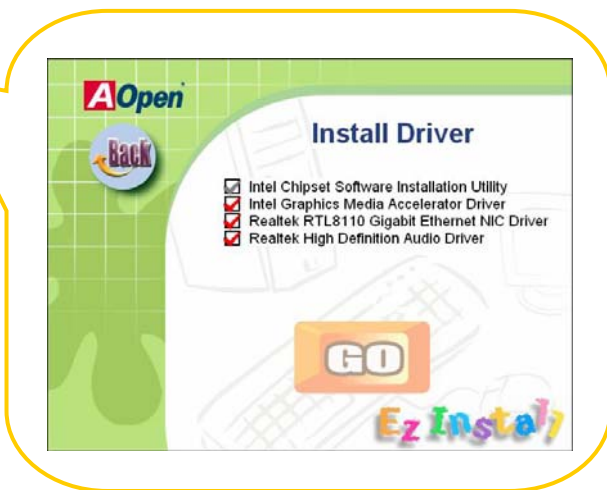 AOpen
Back
Install Driver
Intel Chipset Software Installation Utility
Intel Graphics Media Accelerator Driver
Realtek RTL8110 Gigabit Ethernet NIC Driver
Realtek High Definition Audio Driver
GO
Ez Install